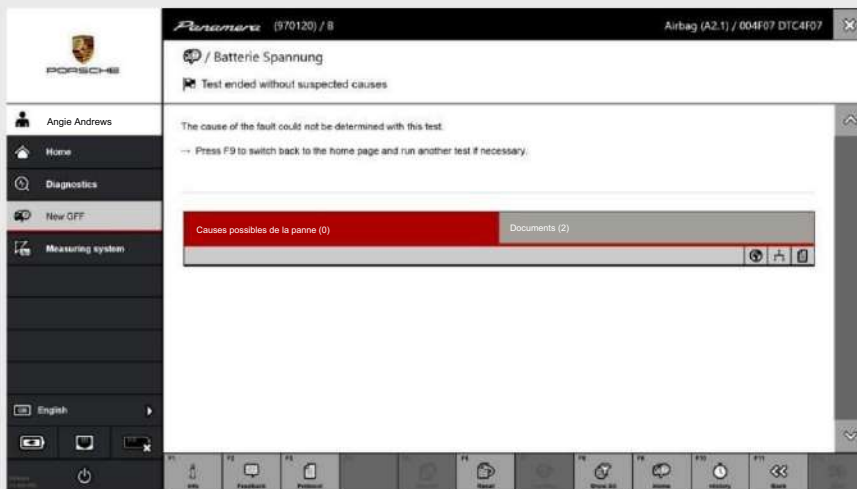 Panamera (970120) / 8
Airbag (A2.1) / 004F07 DTC4F07
PORSCHE
/ Batterie Spannung
Test ended without suspected causes
Angie Andrews
Home
Diagnostics
New GFF
Measuring system
The cause of the fault could not be determined with this test.
→ Press F9 to switch back to the home page and run another test if necessary.
Causes possibles de la panne (0)
Documents (2)
GB English
F1 F2 F3 F6 F8 F9 F10 F11
Info Feedback Protocol Reset Show All Home History Back